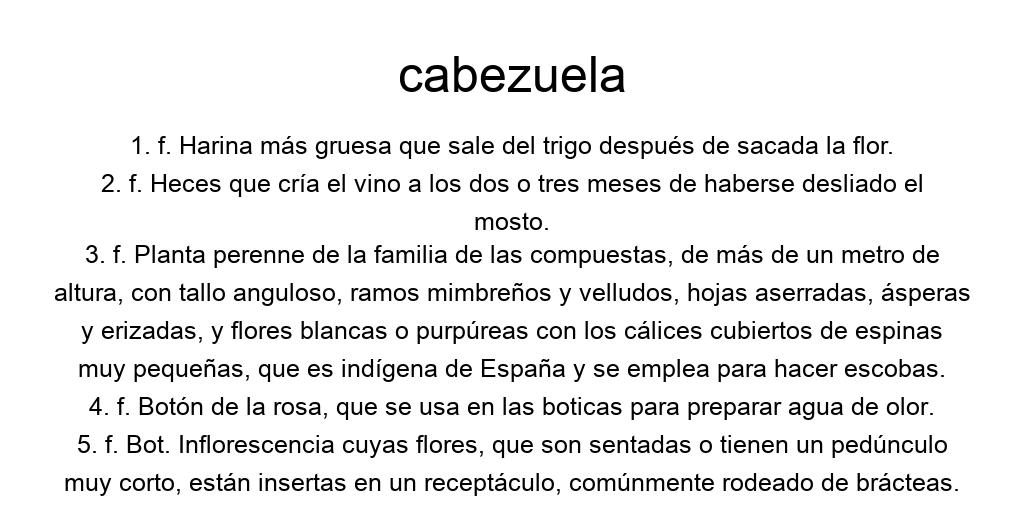 cabezuela
1. f. Harina más gruesa que sale del trigo después de sacada la flor.
2. f. Heces que cría el vino a los dos o tres meses de haberse desliado el
mosto.
3. f. Planta perenne de la familia de las compuestas, de más de un metro de
altura, con tallo anguloso, ramos mimbreños y velludos, hojas aserradas, ásperas
y erizadas, y flores blancas o purpúreas con los cálices cubiertos de espinas
muy pequeñas, que es indígena de España y se emplea para hacer escobas.
4. f. Botón de la rosa, que se usa en las boticas para preparar agua de olor.
5. f. Bot. Inflorescencia cuyas flores, que son sentadas o tienen un pedúnculo
muy corto, están insertas en un receptáculo, comúnmente rodeado de brácteas.